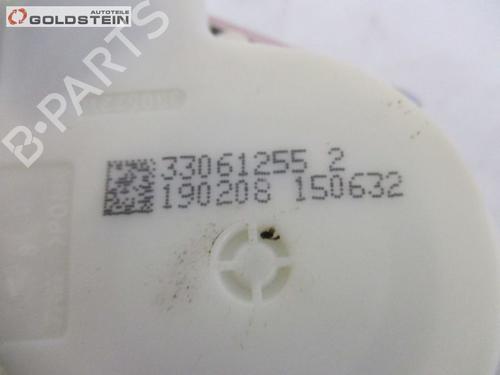 AUTOTEILE
GOLDSTEIN
B-PARTS
33061255 2
190208 150632